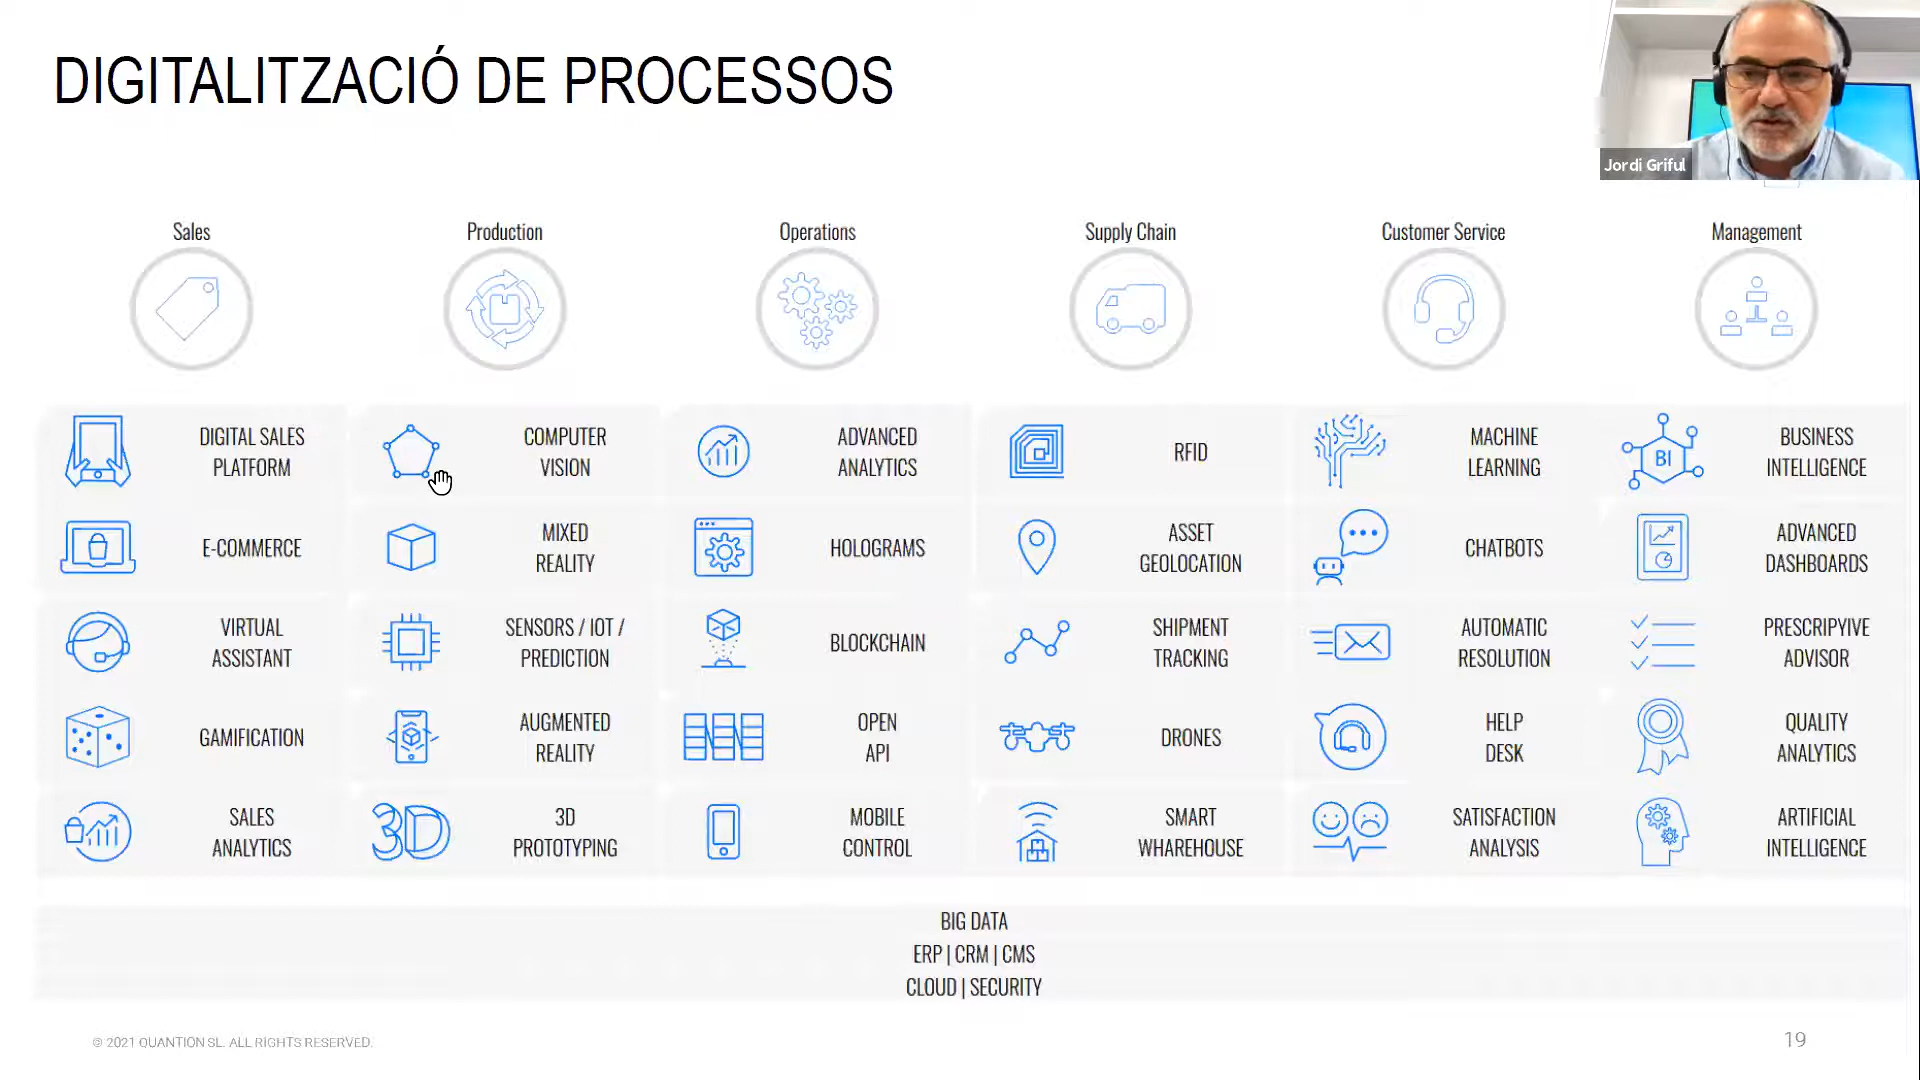 DIGITALITZACIÓ DE PROCESSOS
Jordi Griful
Sales
Production
Operations
Supply Chain
Customer Service
Management
DIGITAL SALES
PLATFORM
COMPUTER
VISION
ADVANCED
ANALYTICS
RFID
MACHINE
LEARNING
BI
BUSINESS
INTELLIGENCE
E-COMMERCE
MIXED
REALITY
HOLOGRAMS
ASSET
GEOLOCATION
CHATBOTS
ADVANCED
DASHBOARDS
VIRTUAL
ASSISTANT
SENSORS / IOT /
PREDICTION
BLOCKCHAIN
SHIPMENT
TRACKING
AUTOMATIC
RESOLUTION
PRESCRIPYIVE
ADVISOR
GAMIFICATION
AUGMENTED
REALITY
OPEN
API
DRONES
HELP
DESK
QUALITY
ANALYTICS
SALES
ANALYTICS
3D
3D
PROTOTYPING
MOBILE
CONTROL
SMART
WHAREHOUSE
SATISFACTION
ANALYSIS
ARTIFICIAL
INTELLIGENCE
BIG DATA
ERP | CRM | CMS
CLOUD | SECURITY
© 2021 QUANTION SL. ALL RIGHTS RESERVED.
19